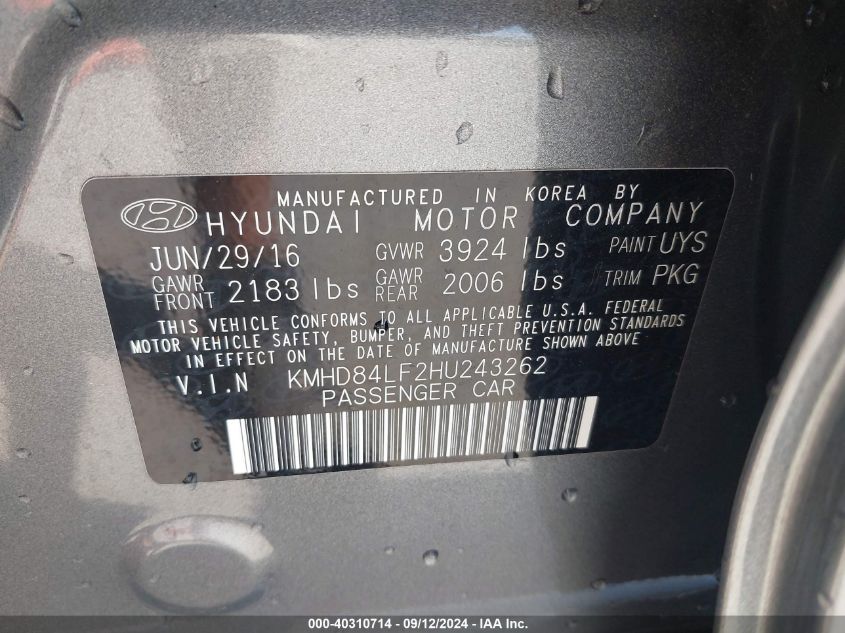 MANUFACTURED IN KOREA BY
HYUNDAI MOTOR COMPANY
JUN/29/16 GVWR 3924 lbs PAINT UYS
GAWR FRONT 2183 lbs GAWR REAR 2006 lbs TRIM PKG
THIS VEHICLE CONFORMS TO ALL APPLICABLE U.S.A. FEDERAL
MOTOR VEHICLE SAFETY, BUMPER, AND THEFT PREVENTION STANDARDS
IN EFFECT ON THE DATE OF MANUFACTURE SHOWN ABOVE.
V.I.N KMHD84LF2HU243262
PASSENGER CAR
000-40310714 - 09/12/2024 - IAA Inc.